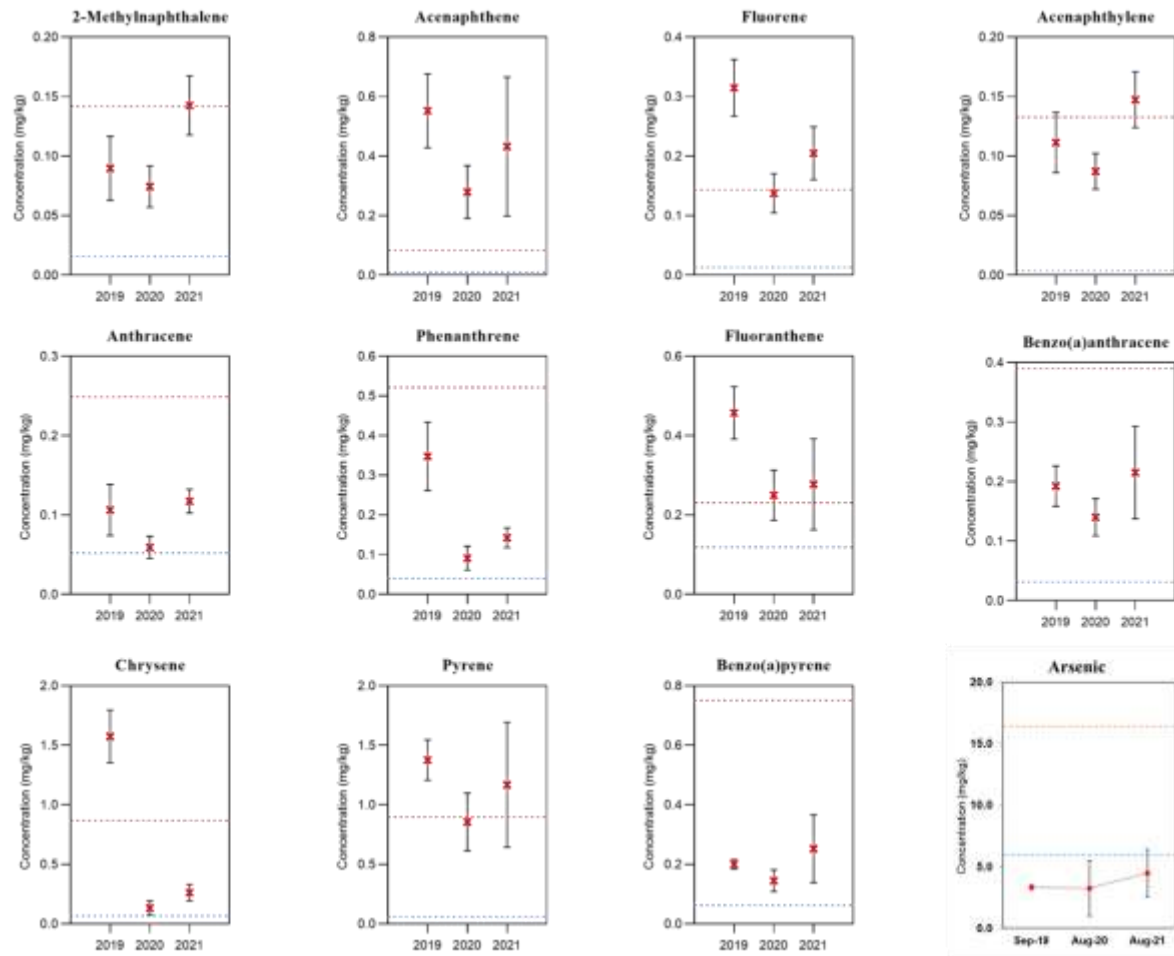 2-Methylnaphthalene
Concentration (mg/kg)
0.20
0.15
0.10
0.05
0.00
2019 2020 2021
Acenaphthene
Concentration (mg/kg)
0.8
0.6
0.4
0.2
0.0
2019 2020 2021
Fluorene
Concentration (mg/kg)
0.4
0.3
0.2
0.1
0.0
2019 2020 2021
Acenaphthylene
Concentration (mg/kg)
0.20
0.15
0.10
0.05
0.00
2019 2020 2021
Anthracene
Concentration (mg/kg)
0.3
0.2
0.1
0.0
2019 2020 2021
Phenanthrene
Concentration (mg/kg)
0.6
0.5
0.4
0.3
0.2
0.1
0.0
2019 2020 2021
Fluoranthene
Concentration (mg/kg)
0.6
0.4
0.2
0.0
2019 2020 2021
Benzo(a)anthracene
Concentration (mg/kg)
0.4
0.3
0.2
0.1
0.0
2019 2020 2021
Chrysene
Concentration (mg/kg)
2.0
1.5
1.0
0.5
0.0
2019 2020 2021
Pyrene
Concentration (mg/kg)
2.0
1.5
1.0
0.5
0.0
2019 2020 2021
Benzo(a)pyrene
Concentration (mg/kg)
0.8
0.6
0.4
0.2
0.0
2019 2020 2021
Arsenic
Concentration (mg/kg)
20.0
15.0
10.0
5.0
0.0
Sep-19 Aug-20 Aug-21